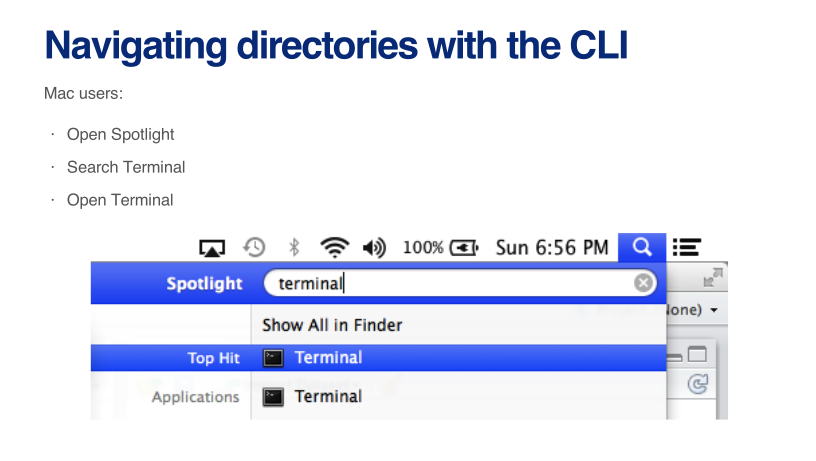 Navigating directories with the CLI
Mac users:
· Open Spotlight
· Search Terminal
· Open Terminal
100% Sun 6:56 PM
Spotlight terminal
None)
Show All in Finder
Top Hit Terminal
Applications Terminal